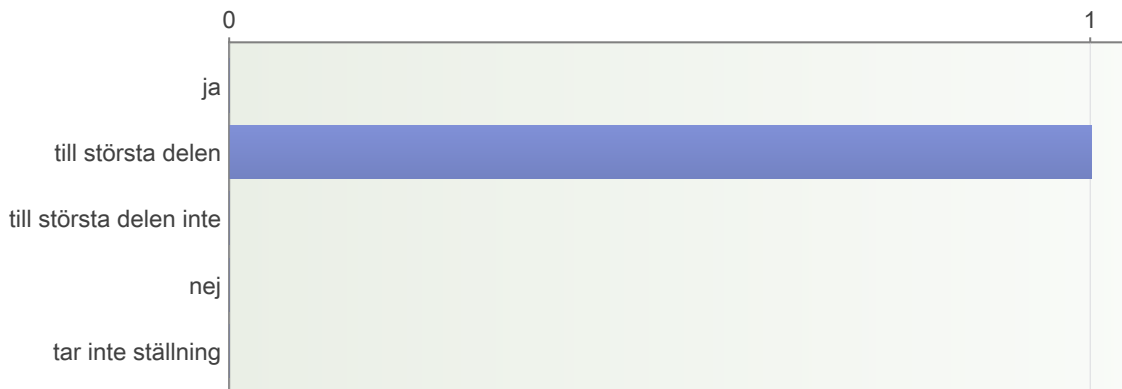 0 1
ja
till största delen
till största delen inte
nej
tar inte ställning